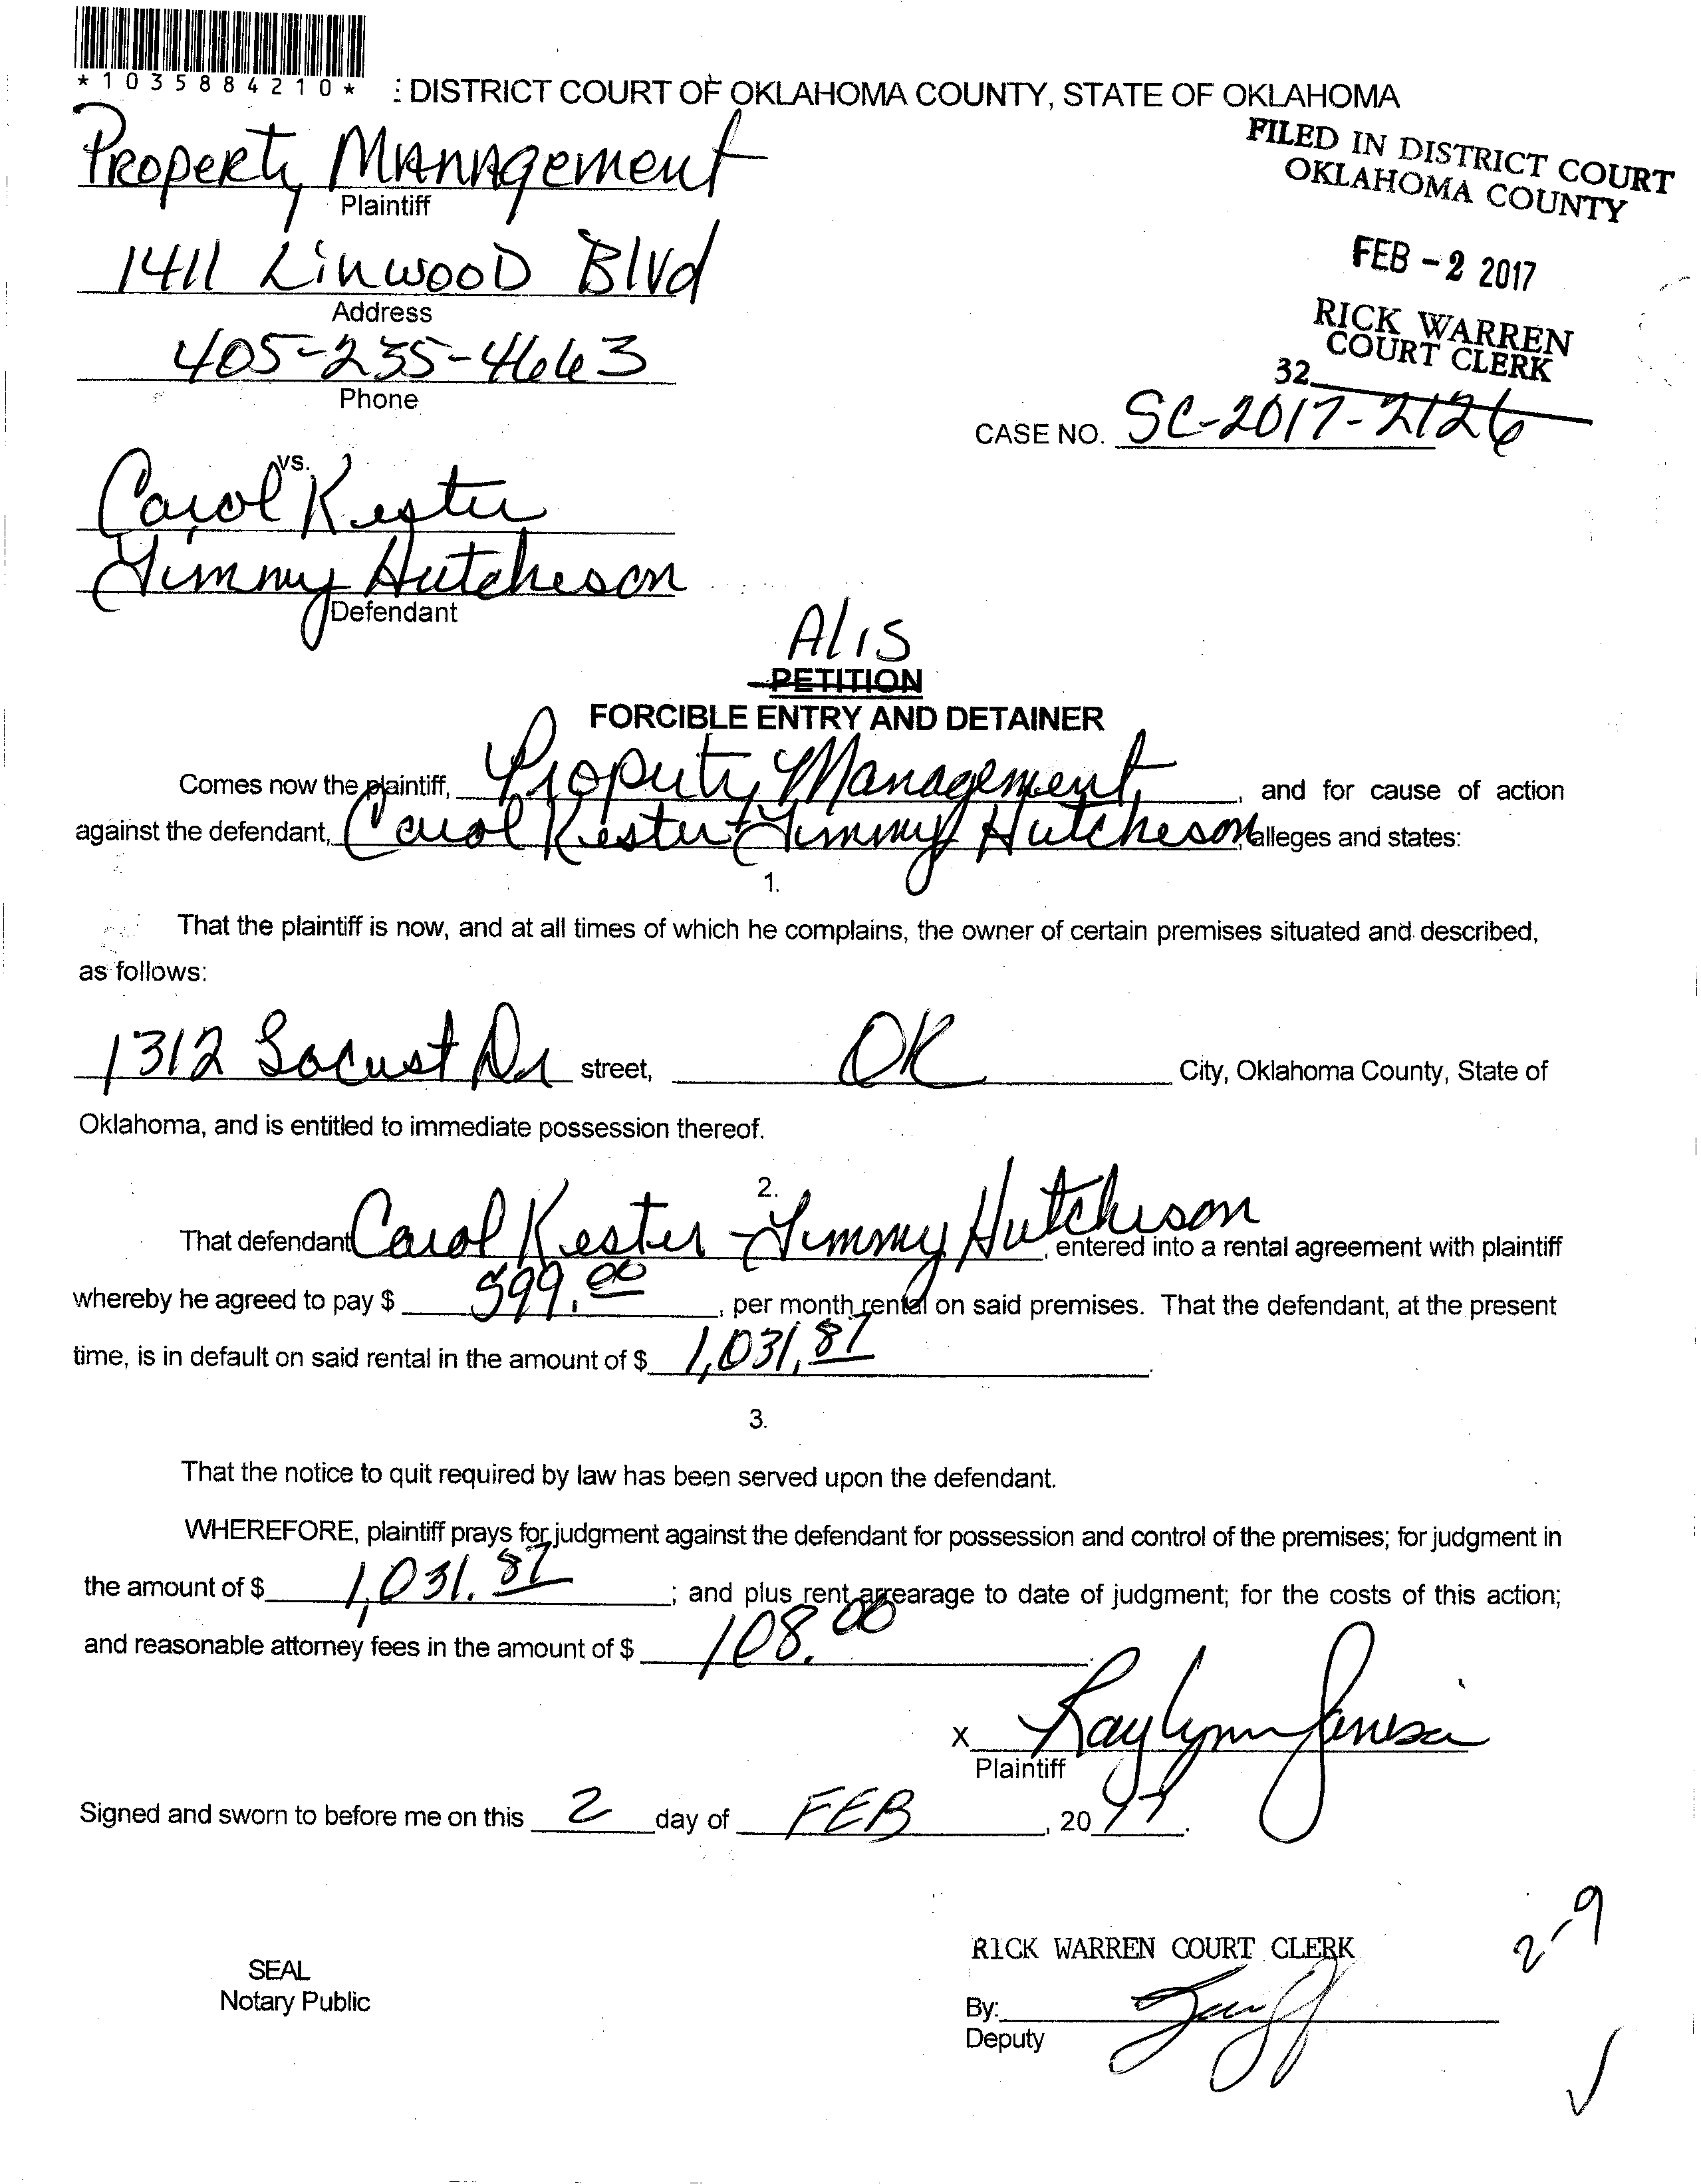 *1035884210*
: DISTRICT COURT OF OKLAHOMA COUNTY, STATE OF OKLAHOMA
FILED IN DISTRICT COURT
OKLAHOMA COUNTY
Property Management
Plaintiff
FEB - 2 2017
1411 Linwood Blvd
Address
RICK WARREN
COURT CLERK
405-235-4663
32
Phone
CASE NO. SC-2017-2126
vs.
Carol Kester
Jimmy Hutcheson
Defendant
Alis
PETITION
FORCIBLE ENTRY AND DETAINER
Comes now the plaintiff, Property Management, and for cause of action
against the defendant, Carol Kester Jimmy Hutcheson, alleges and states:
1.
That the plaintiff is now, and at all times of which he complains, the owner of certain premises situated and described,
as follows:
1312 Locust Dr street, OK City, Oklahoma County, State of
Oklahoma, and is entitled to immediate possession thereof.
2.
That defendant Carol Kester - Jimmy Hutcheson, entered into a rental agreement with plaintiff
whereby he agreed to pay $ 599.00, per month rental on said premises. That the defendant, at the present
time, is in default on said rental in the amount of $ 1,031.87.
3.
That the notice to quit required by law has been served upon the defendant.
WHEREFORE, plaintiff prays for judgment against the defendant for possession and control of the premises; for judgment in
the amount of $ 1,031.87; and plus rent arrearage to date of judgment; for the costs of this action;
and reasonable attorney fees in the amount of $ 108.00.
X Raylynn
Plaintiff
Signed and sworn to before me on this 2 day of FEB, 2017.
2-9
RICK WARREN COURT CLERK
SEAL
Notary Public
By:
Deputy